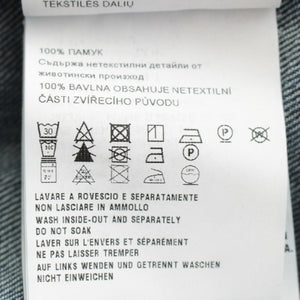 TEKSTILĖS DALIŲ
100% ПАМУК
Съдържа нетекстилни детайли от
животински произход
100% BAVLNA OBSAHUJE NETEXTILNÍ
ČÁSTI ZVÍŘECÍHO PŮVODU
30
P
P
LAVARE A ROVESCIO E SEPARATAMENTE
NON LASCIARE IN AMMOLLO
WASH INSIDE-OUT AND SEPARATELY
DO NOT SOAK
LAVER SUR L'ENVERS ET SÉPARÉMENT
NE PAS LAISSER TREMPER
AUF LINKS WENDEN UND GETRENNT WASCHEN
NICHT EINWEICHEN